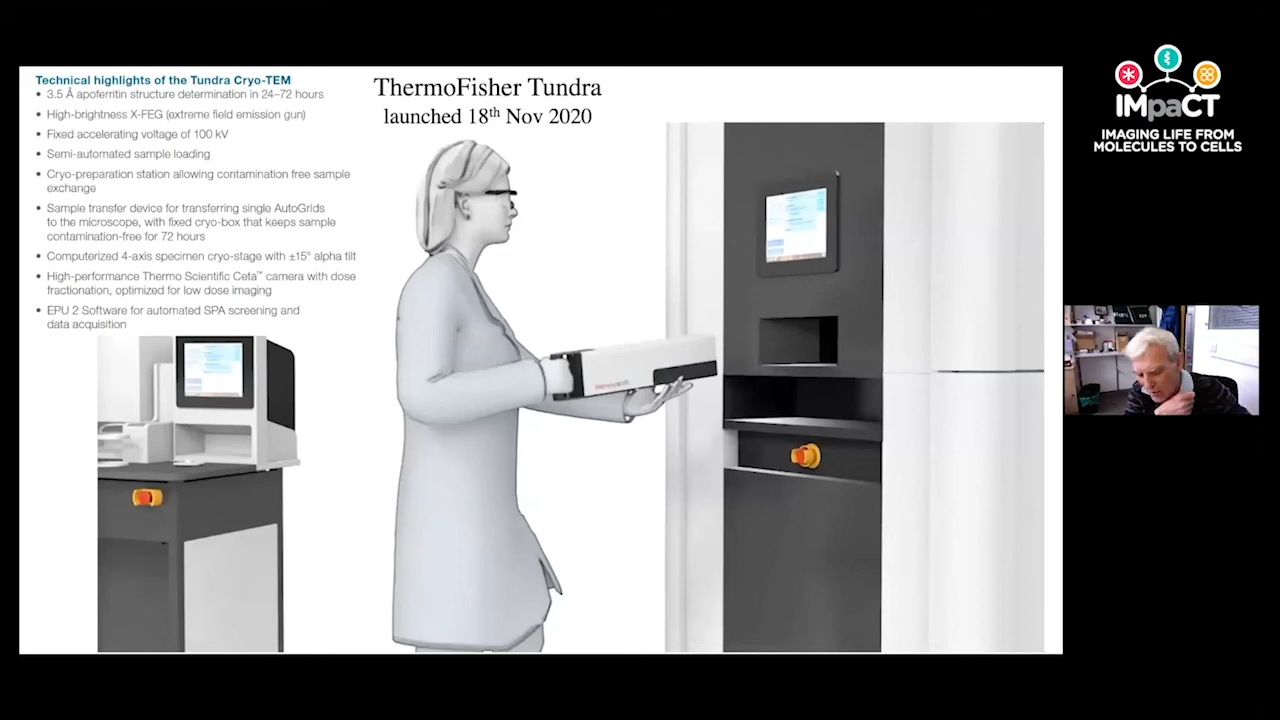 Technical highlights of the Tundra Cryo-TEM
• 3.5 Å apoferritin structure determination in 24–72 hours
• High-brightness X-FEG (extreme field emission gun)
• Fixed accelerating voltage of 100 kV
• Semi-automated sample loading
• Cryo-preparation station allowing contamination free sample
exchange
• Sample transfer device for transferring single AutoGrids
to the microscope, with fixed cryo-box that keeps sample
contamination-free for 72 hours
• Computerized 4-axis specimen cryo-stage with ±15° alpha tilt
• High-performance Thermo Scientific Ceta™ camera with dose
fractionation, optimized for low dose imaging
• EPU 2 Software for automated SPA screening and
data acquisition
ThermoFisher Tundra
launched 18th Nov 2020
IMpaCT
IMAGING LIFE FROM
MOLECULES TO CELLS